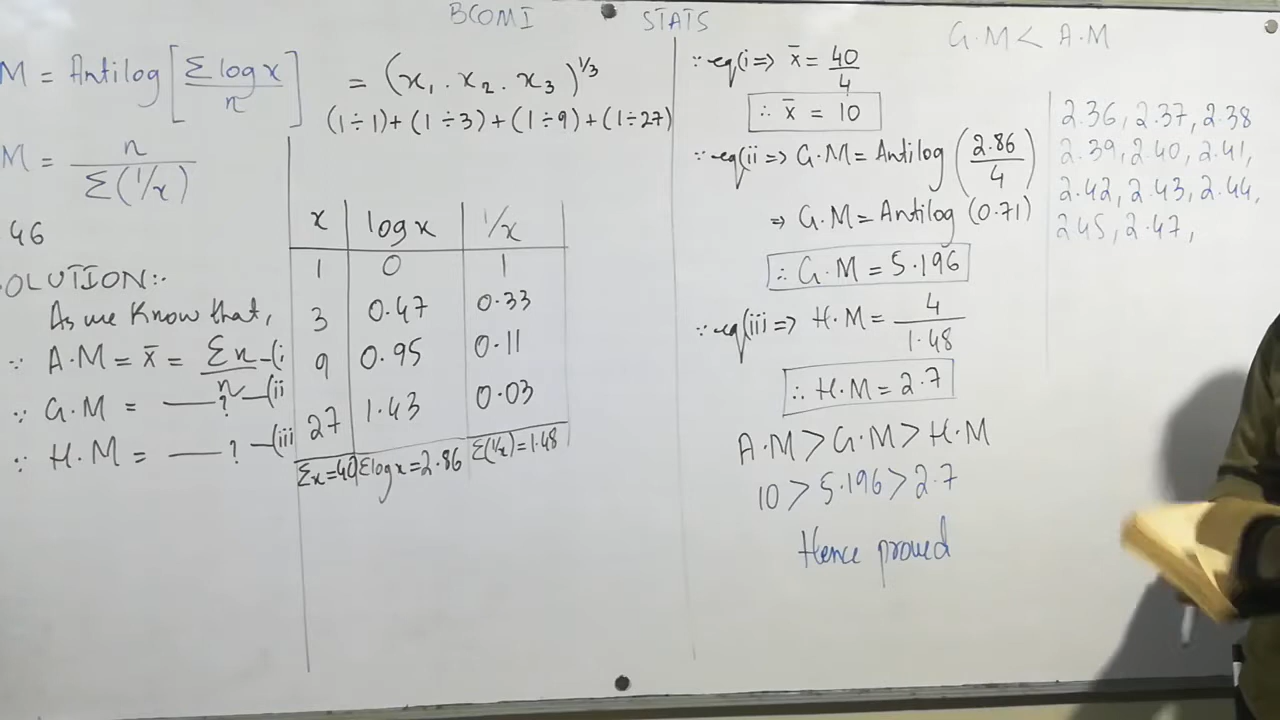 BCOMI STATS
G.M < A.M
M = Antilog [Σ log x / n]
= (x₁ . x₂ . x₃)^1/3
(1÷1)+(1÷3)+(1÷9)+(1÷27)
M = n / Σ(1/x)
46
OLUTION:-
As we Know that,
∵ A.M = x̄ = Σx / n —(i
∵ G.M = —? —(ii
∵ H.M = —? —(iii
x | log x | 1/x
1 | 0 | 1
3 | 0.47 | 0.33
9 | 0.95 | 0.11
27 | 1.43 | 0.03
Σx=40 | Σlogx=2.86 | Σ(1/x)=1.48
∵ eq(i ⇒ x̄ = 40/4
∴ x̄ = 10
∵ eq(ii ⇒ G.M = Antilog (2.86/4)
⇒ G.M = Antilog (0.71)
∴ G.M = 5.196
∵ eq(iii ⇒ H.M = 4/1.48
∴ H.M = 2.7
A.M > G.M > H.M
10 > 5.196 > 2.7
Hence proved
2.36, 2.37, 2.38
2.39, 2.40, 2.41,
2.42, 2.43, 2.44,
245, 2.47,